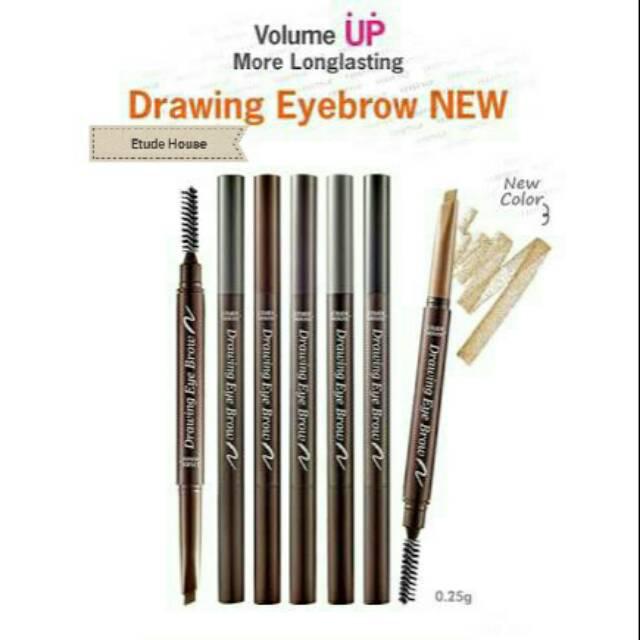 Volume UP
More Longlasting
Drawing Eyebrow NEW
Etude House
New
Color
Drawing Eye Brow
Drawing Eye Brow
Drawing Eye Brow
Drawing Eye Brow
Drawing Eye Brow
Drawing Eye Brow
Drawing Eye Brow
0.25g